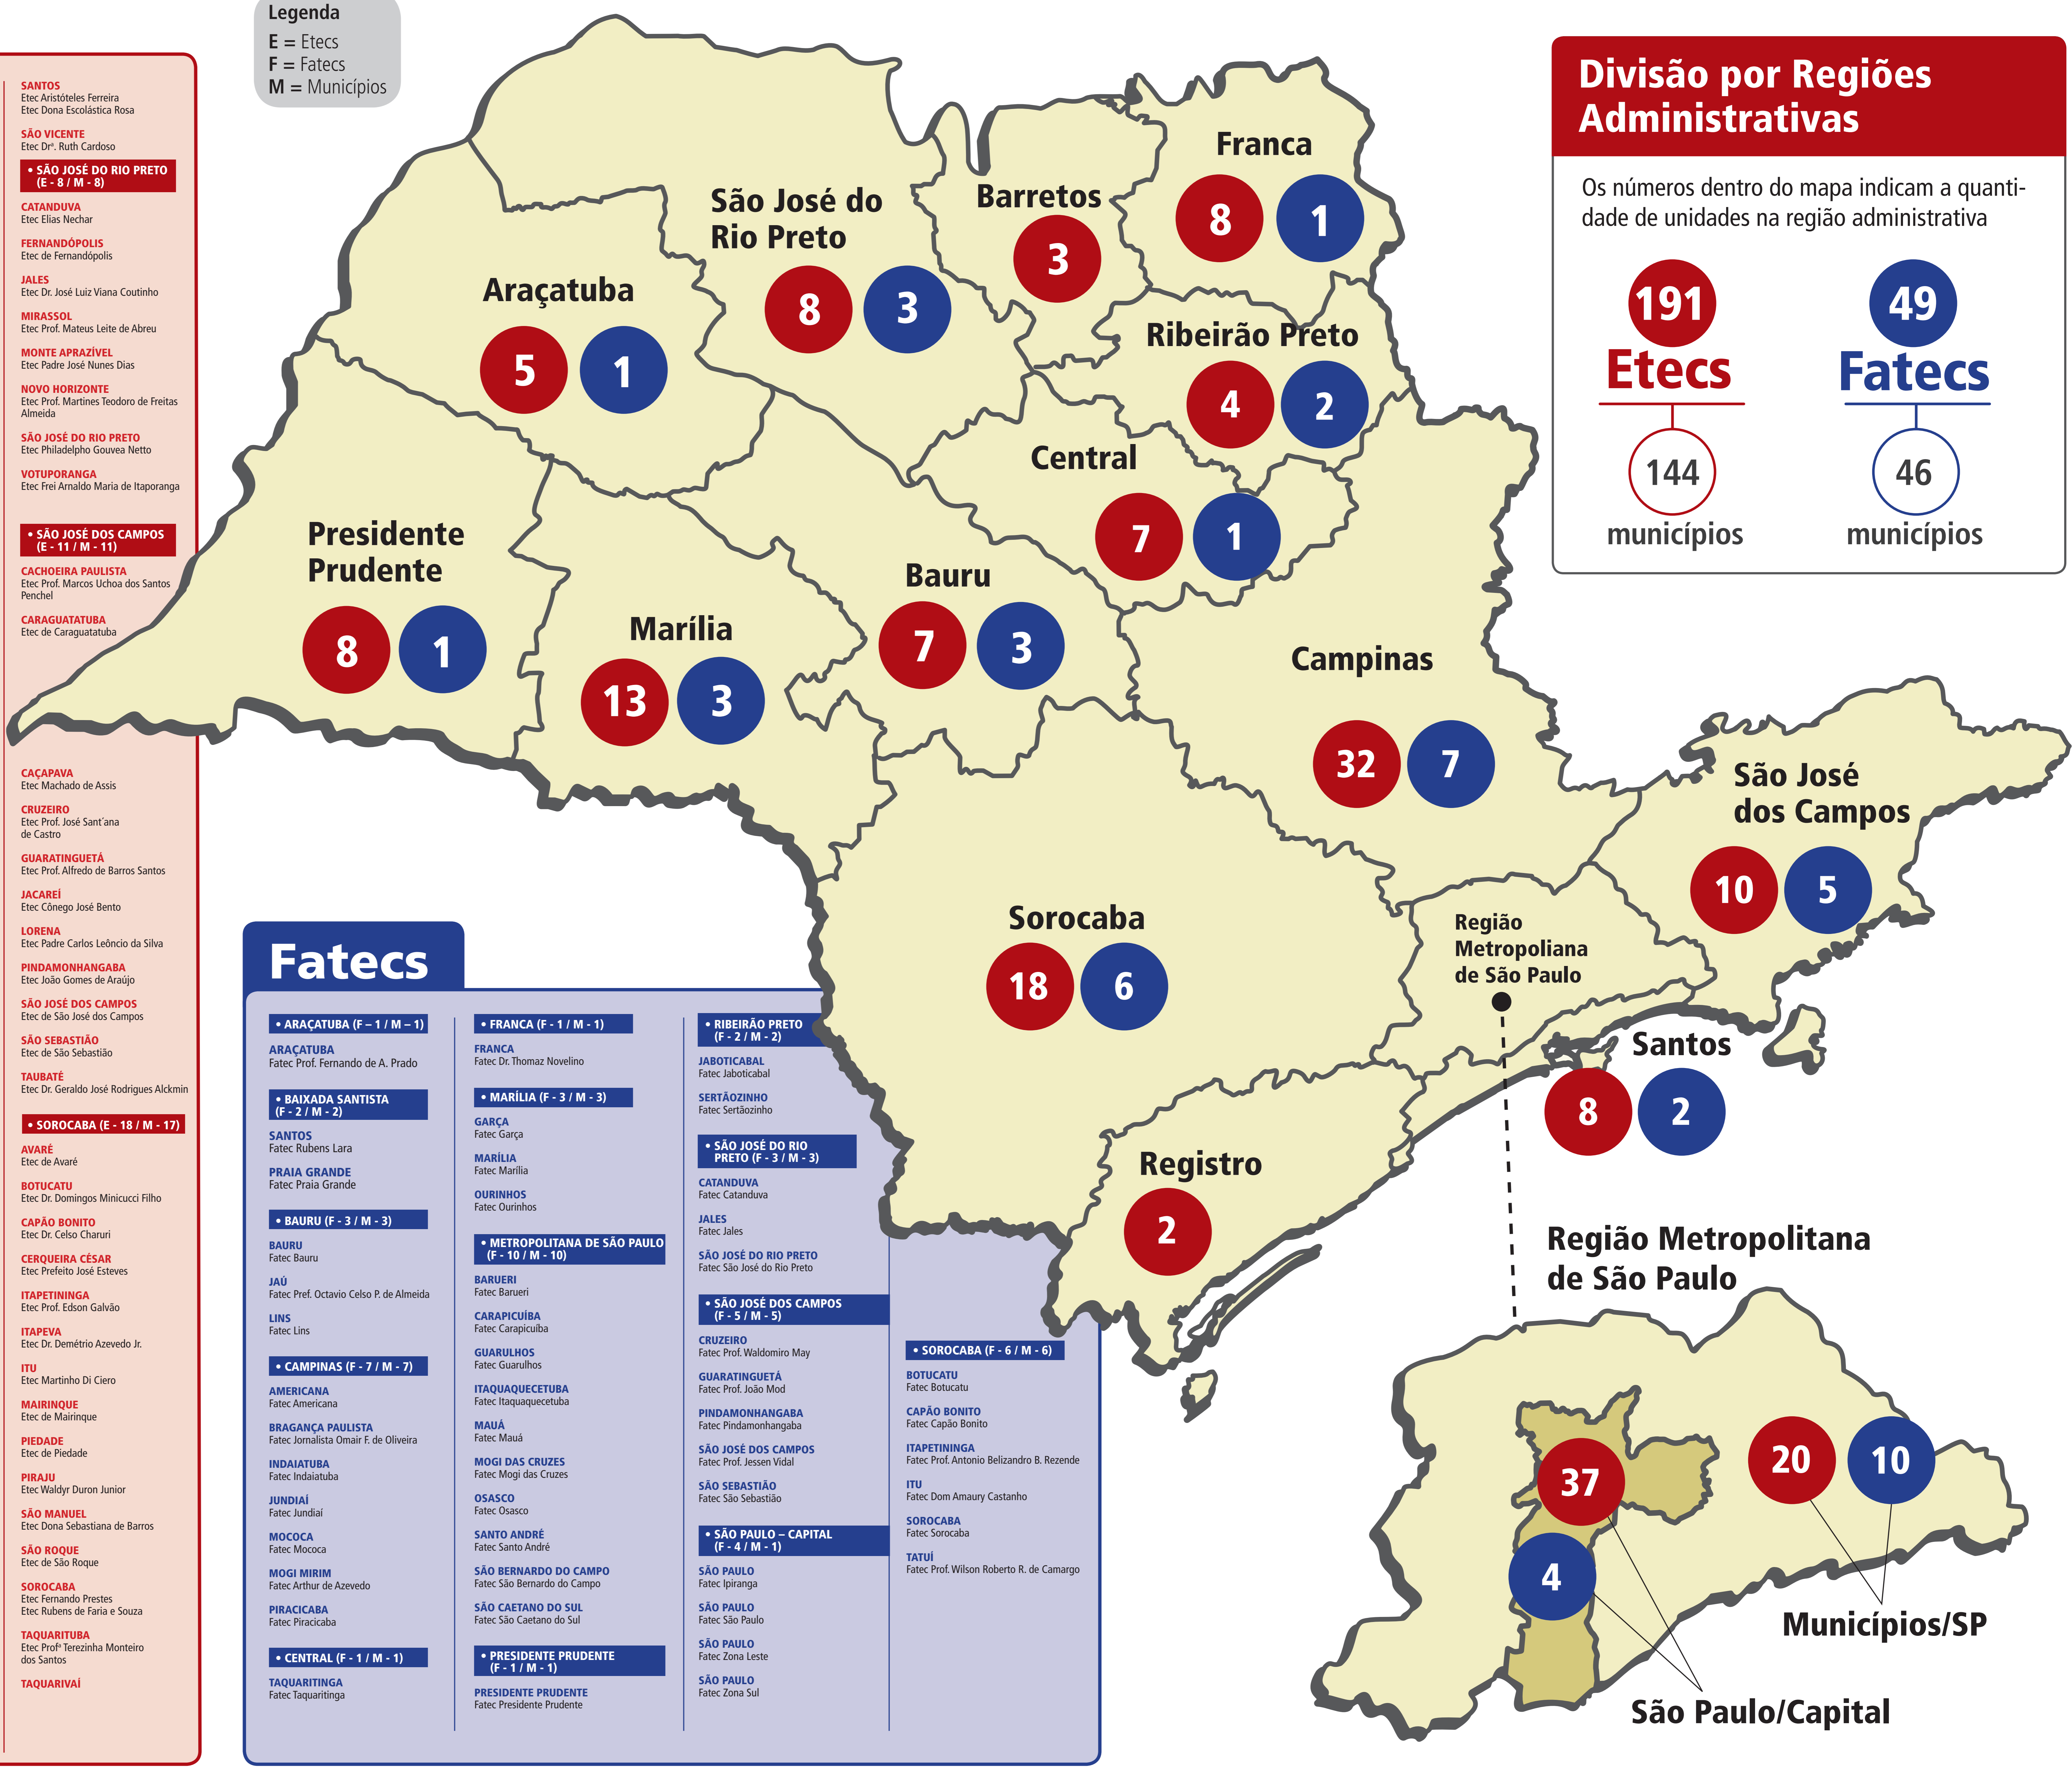 Legenda
E = Etecs
F = Fatecs
M = Municípios
SANTOS
Etec Aristóteles Ferreira
Etec Dona Escolástica Rosa
SÃO VICENTE
Etec Drª. Ruth Cardoso
• SÃO JOSÉ DO RIO PRETO
(E - 8 / M - 8)
CATANDUVA
Etec Elias Nechar
FERNANDÓPOLIS
Etec de Fernandópolis
JALES
Etec Dr. José Luiz Viana Coutinho
MIRASSOL
Etec Prof. Mateus Leite de Abreu
MONTE APRAZÍVEL
Etec Padre José Nunes Dias
NOVO HORIZONTE
Etec Prof. Martines Teodoro de Freitas
Almeida
SÃO JOSÉ DO RIO PRETO
Etec Philadelpho Gouvea Netto
VOTUPORANGA
Etec Frei Arnaldo Maria de Itaporanga
• SÃO JOSÉ DOS CAMPOS
(E - 11 / M - 11)
CACHOEIRA PAULISTA
Etec Prof. Marcos Uchoa dos Santos
Penchel
CARAGUATATUBA
Etec de Caraguatatuba
CAÇAPAVA
Etec Machado de Assis
CRUZEIRO
Etec Prof. José Sant´ana
de Castro
GUARATINGUETÁ
Etec Prof. Alfredo de Barros Santos
JACAREÍ
Etec Cônego José Bento
LORENA
Etec Padre Carlos Leôncio da Silva
PINDAMONHANGABA
Etec João Gomes de Araújo
SÃO JOSÉ DOS CAMPOS
Etec de São José dos Campos
SÃO SEBASTIÃO
Etec de São Sebastião
TAUBATÉ
Etec Dr. Geraldo José Rodrigues Alckmin
• SOROCABA (E - 18 / M - 17)
AVARÉ
Etec de Avaré
BOTUCATU
Etec Dr. Domingos Minicucci Filho
CAPÃO BONITO
Etec Dr. Celso Charuri
CERQUEIRA CÉSAR
Etec Prefeito José Esteves
ITAPETININGA
Etec Prof. Edson Galvão
ITAPEVA
Etec Dr. Demétrio Azevedo Jr.
ITU
Etec Martinho Di Ciero
MAIRINQUE
Etec de Mairinque
PIEDADE
Etec de Piedade
PIRAJU
Etec Waldyr Duron Junior
SÃO MANUEL
Etec Dona Sebastiana de Barros
SÃO ROQUE
Etec de São Roque
SOROCABA
Etec Fernando Prestes
Etec Rubens de Faria e Souza
TAQUARITUBA
Etec Profª Terezinha Monteiro
dos Santos
TAQUARIVAÍ
Divisão por Regiões
Administrativas
Os números dentro do mapa indicam a quanti-
dade de unidades na região administrativa
191
Etecs
144
municípios
49
Fatecs
46
municípios
Franca
8 1
Barretos
3
São José do
Rio Preto
8 3
Araçatuba
5 1
Ribeirão Preto
4 2
Central
7 1
Presidente
Prudente
8 1
Marília
13 3
Bauru
7 3
Campinas
32 7
São José
dos Campos
10 5
Sorocaba
18 6
Região
Metropoliana
de São Paulo
Santos
8 2
Registro
2
Região Metropolitana
de São Paulo
37
4
20 10
Municípios/SP
São Paulo/Capital
Fatecs
• ARAÇATUBA (F – 1 / M – 1)
ARAÇATUBA
Fatec Prof. Fernando de A. Prado
• BAIXADA SANTISTA
(F - 2 / M - 2)
SANTOS
Fatec Rubens Lara
PRAIA GRANDE
Fatec Praia Grande
• BAURU (F - 3 / M - 3)
BAURU
Fatec Bauru
JAÚ
Fatec Pref. Octavio Celso P. de Almeida
LINS
Fatec Lins
• CAMPINAS (F - 7 / M - 7)
AMERICANA
Fatec Americana
BRAGANÇA PAULISTA
Fatec Jornalista Omair F. de Oliveira
INDAIATUBA
Fatec Indaiatuba
JUNDIAÍ
Fatec Jundiaí
MOCOCA
Fatec Mococa
MOGI MIRIM
Fatec Arthur de Azevedo
PIRACICABA
Fatec Piracicaba
• CENTRAL (F - 1 / M - 1)
TAQUARITINGA
Fatec Taquaritinga
• FRANCA (F - 1 / M - 1)
FRANCA
Fatec Dr. Thomaz Novelino
• MARÍLIA (F - 3 / M - 3)
GARÇA
Fatec Garça
MARÍLIA
Fatec Marília
OURINHOS
Fatec Ourinhos
• METROPOLITANA DE SÃO PAULO
(F - 10 / M - 10)
BARUERI
Fatec Barueri
CARAPICUÍBA
Fatec Carapicuíba
GUARULHOS
Fatec Guarulhos
ITAQUAQUECETUBA
Fatec Itaquaquecetuba
MAUÁ
Fatec Mauá
MOGI DAS CRUZES
Fatec Mogi das Cruzes
OSASCO
Fatec Osasco
SANTO ANDRÉ
Fatec Santo André
SÃO BERNARDO DO CAMPO
Fatec São Bernardo do Campo
SÃO CAETANO DO SUL
Fatec São Caetano do Sul
• PRESIDENTE PRUDENTE
(F - 1 / M - 1)
PRESIDENTE PRUDENTE
Fatec Presidente Prudente
• RIBEIRÃO PRETO
(F - 2 / M - 2)
JABOTICABAL
Fatec Jaboticabal
SERTÃOZINHO
Fatec Sertãozinho
• SÃO JOSÉ DO RIO
PRETO (F - 3 / M - 3)
CATANDUVA
Fatec Catanduva
JALES
Fatec Jales
SÃO JOSÉ DO RIO PRETO
Fatec São José do Rio Preto
• SÃO JOSÉ DOS CAMPOS
(F - 5 / M - 5)
CRUZEIRO
Fatec Prof. Waldomiro May
GUARATINGUETÁ
Fatec Prof. João Mod
PINDAMONHANGABA
Fatec Pindamonhangaba
SÃO JOSÉ DOS CAMPOS
Fatec Prof. Jessen Vidal
SÃO SEBASTIÃO
Fatec São Sebastião
• SÃO PAULO – CAPITAL
(F - 4 / M - 1)
SÃO PAULO
Fatec Ipiranga
SÃO PAULO
Fatec São Paulo
SÃO PAULO
Fatec Zona Leste
SÃO PAULO
Fatec Zona Sul
• SOROCABA (F - 6 / M - 6)
BOTUCATU
Fatec Botucatu
CAPÃO BONITO
Fatec Capão Bonito
ITAPETININGA
Fatec Prof. Antonio Belizandro B. Rezende
ITU
Fatec Dom Amaury Castanho
SOROCABA
Fatec Sorocaba
TATUÍ
Fatec Prof. Wilson Roberto R. de Camargo